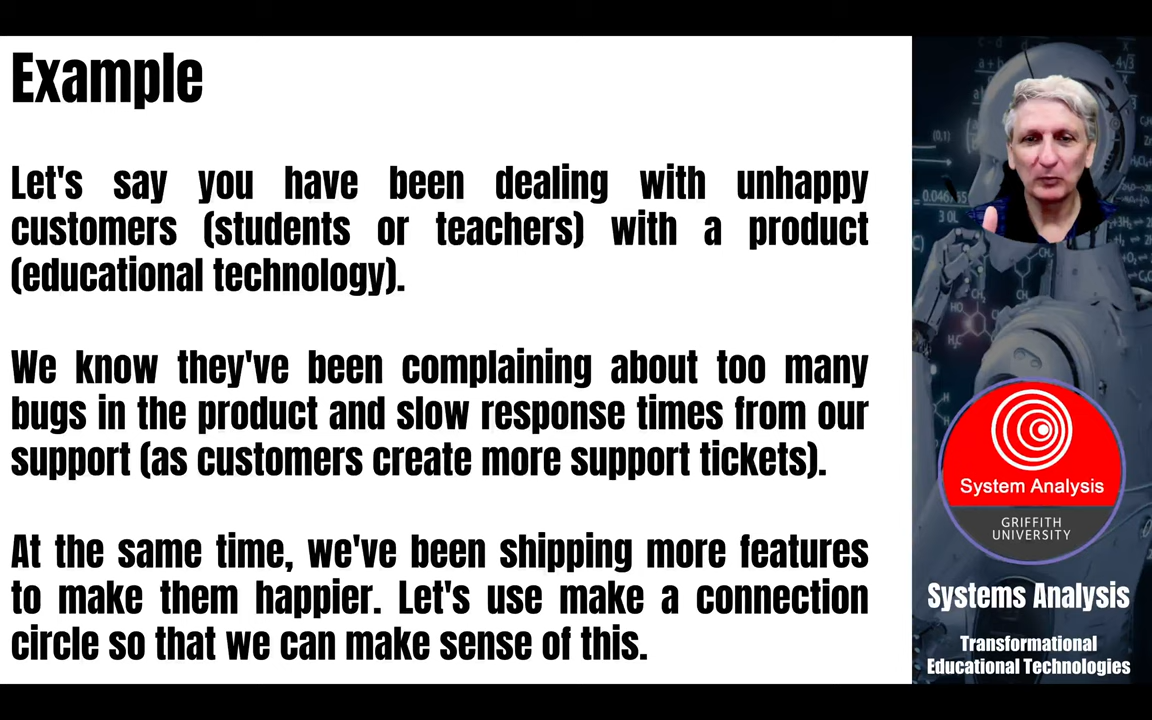 Example
Let's say you have been dealing with unhappy
customers (students or teachers) with a product
(educational technology).
We know they've been complaining about too many
bugs in the product and slow response times from our
support (as customers create more support tickets).
At the same time, we've been shipping more features
to make them happier. Let's use make a connection
circle so that we can make sense of this.
System Analysis
GRIFFITH
UNIVERSITY
Systems Analysis
Transformational
Educational Technologies